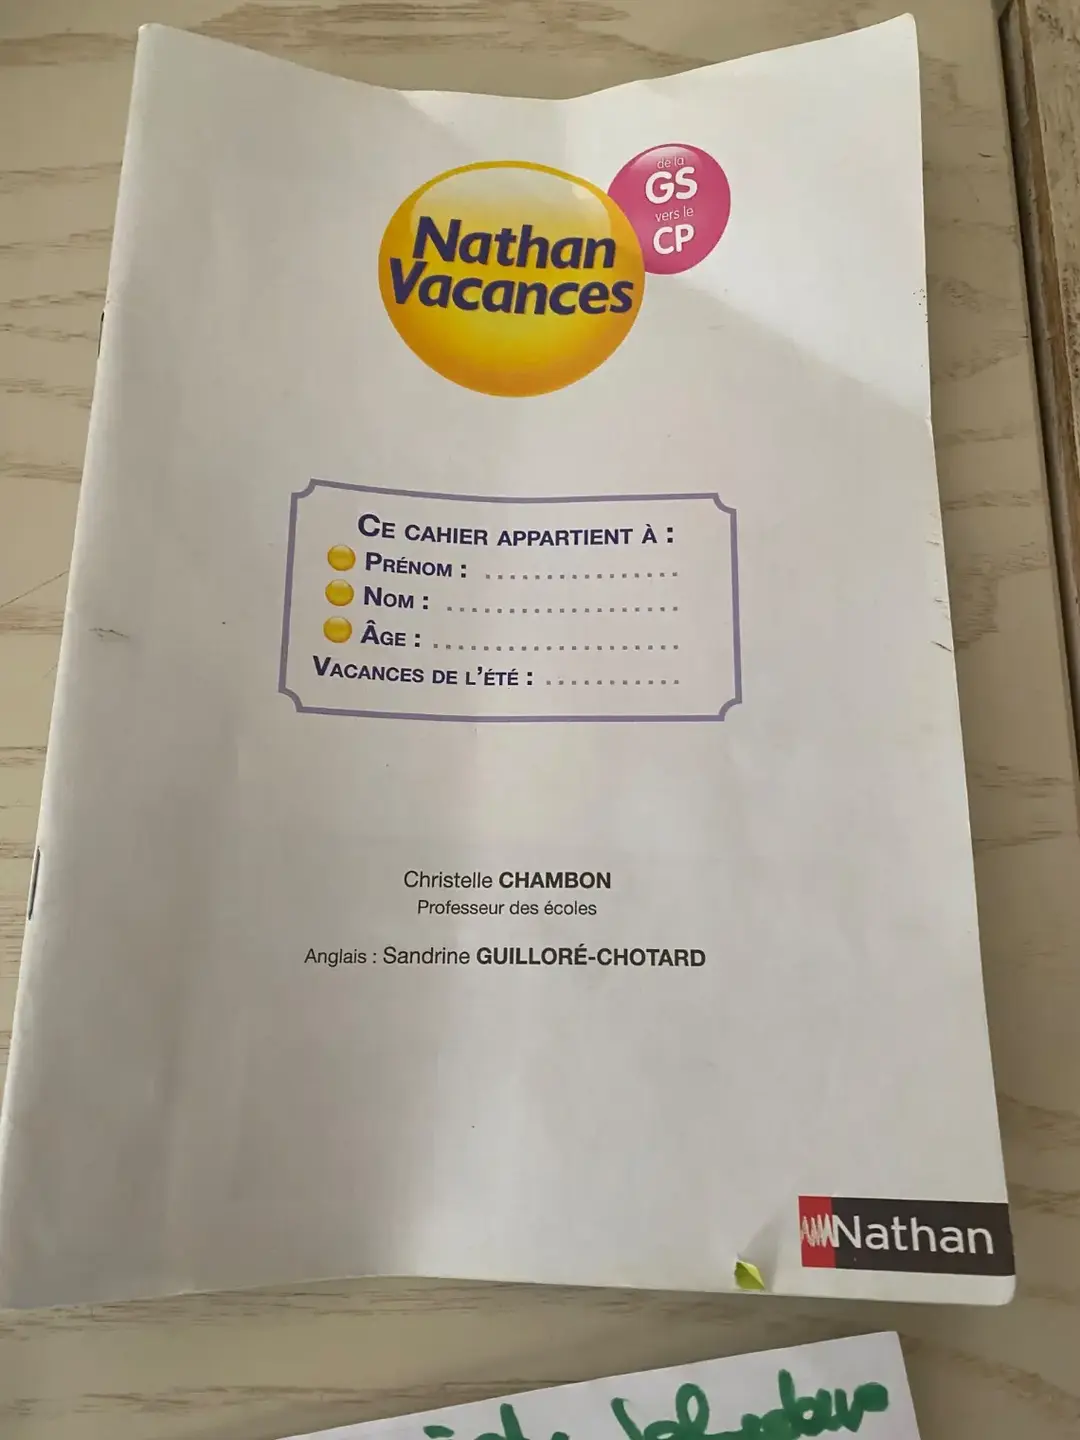 de la
GS
vers le
CP
Nathan
Vacances
CE CAHIER APPARTIENT À :
PRÉNOM : ................
NOM : ...................
ÂGE : ....................
VACANCES DE L'ÉTÉ : ...........
Christelle CHAMBON
Professeur des écoles
Anglais : Sandrine GUILLORÉ-CHOTARD
Nathan